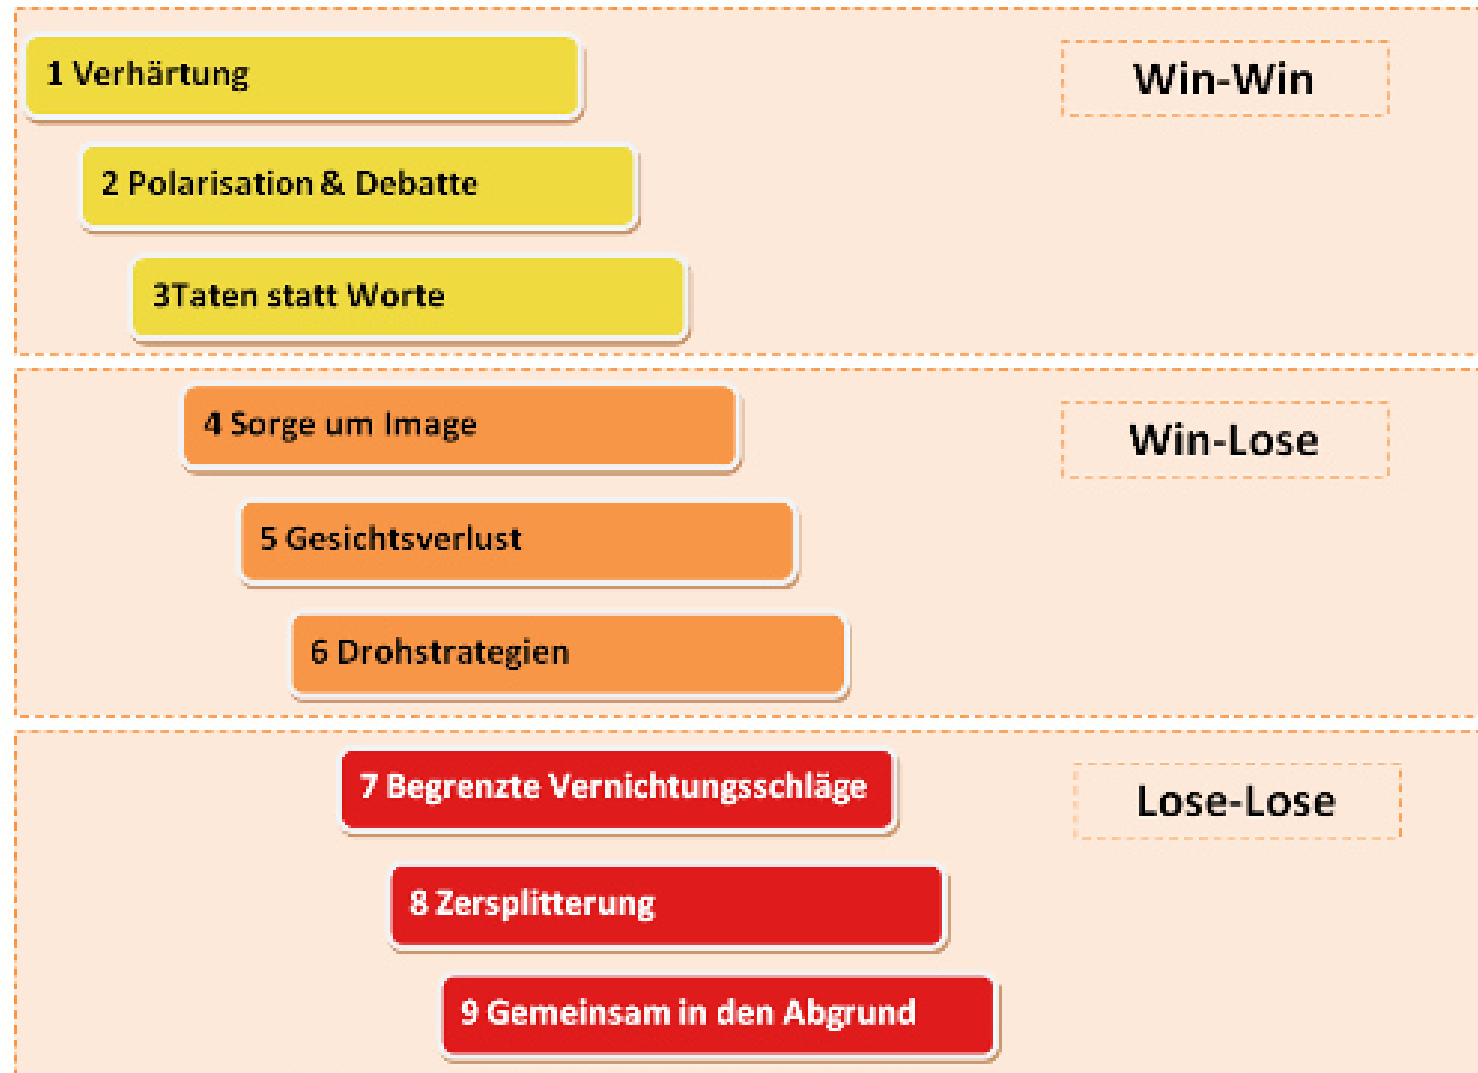 1 Verhärtung
Win-Win
2 Polarisation & Debatte
3Taten statt Worte
4 Sorge um Image
Win-Lose
5 Gesichtsverlust
6 Drohstrategien
7 Begrenzte Vernichtungsschläge
Lose-Lose
8 Zersplitterung
9 Gemeinsam in den Abgrund